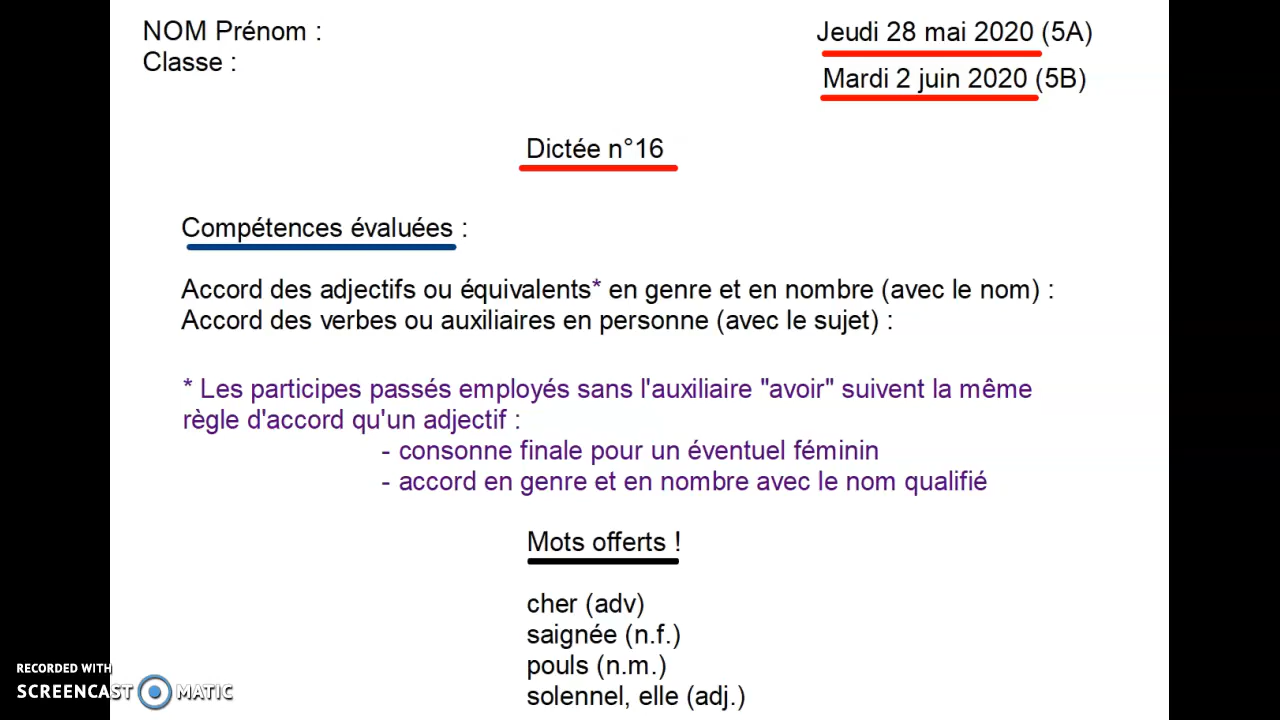 NOM Prénom :
Jeudi 28 mai 2020 (5A)
Classe :
Mardi 2 juin 2020 (5B)
Dictée n°16
Compétences évaluées :
Accord des adjectifs ou équivalents* en genre et en nombre (avec le nom) :
Accord des verbes ou auxiliaires en personne (avec le sujet) :
* Les participes passés employés sans l'auxiliaire "avoir" suivent la même
règle d'accord qu'un adjectif :
- consonne finale pour un éventuel féminin
- accord en genre et en nombre avec le nom qualifié
Mots offerts !
cher (adv)
saignée (n.f.)
pouls (n.m.)
solennel, elle (adj.)
RECORDED WITH
SCREENCAST MATIC